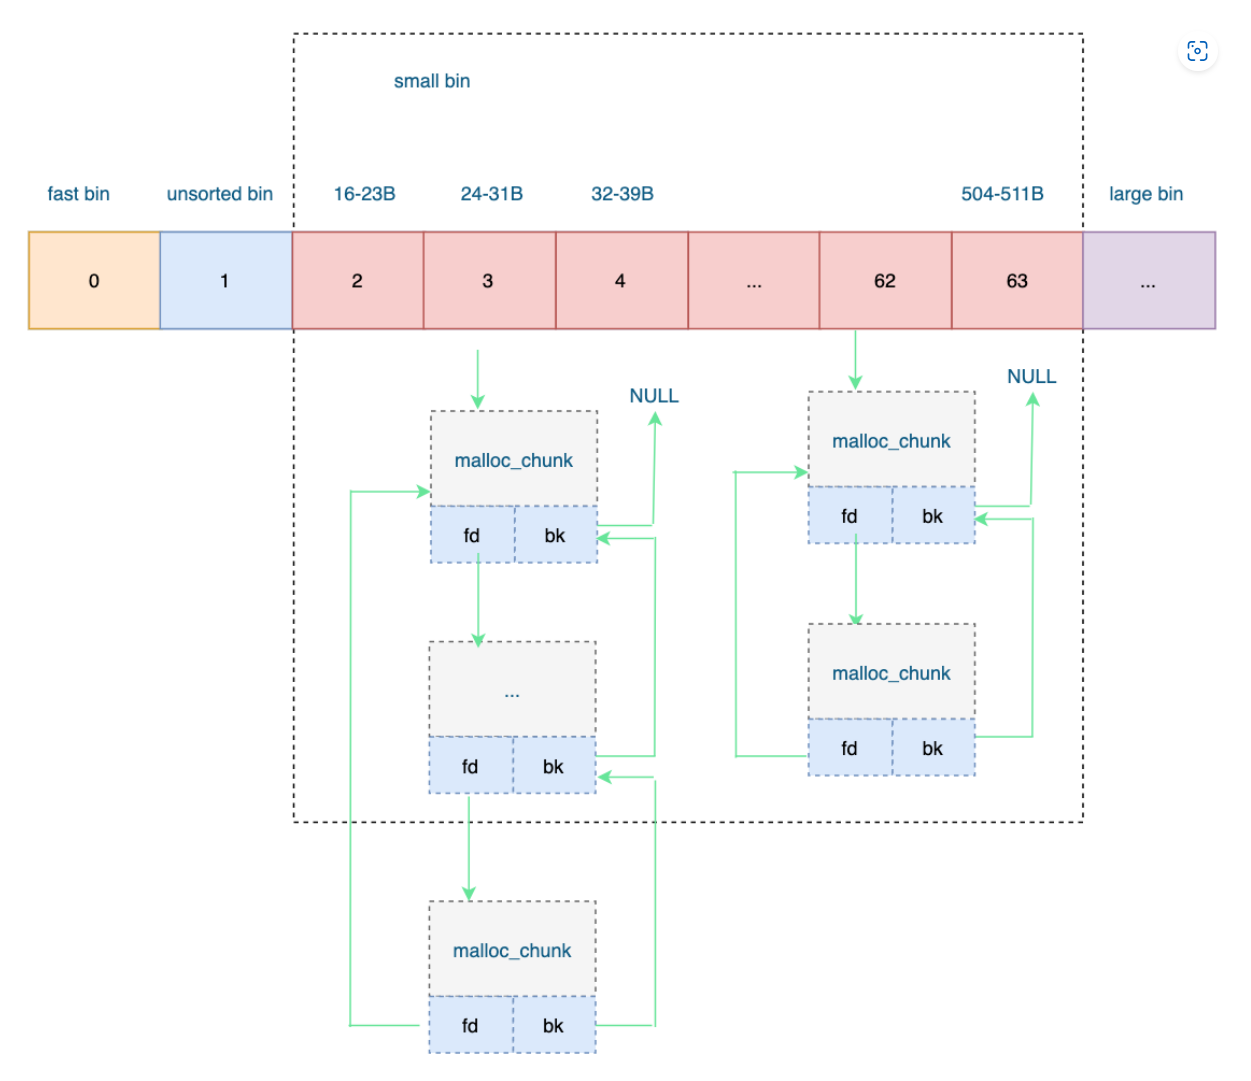 small bin
fast bin
unsorted bin
16-23B
24-31B
32-39B
504-511B
large bin
0
1
2
3
4
...
62
63
...
NULL
NULL
malloc_chunk
fd
bk
malloc_chunk
fd
bk
...
fd
bk
malloc_chunk
fd
bk
malloc_chunk
fd
bk